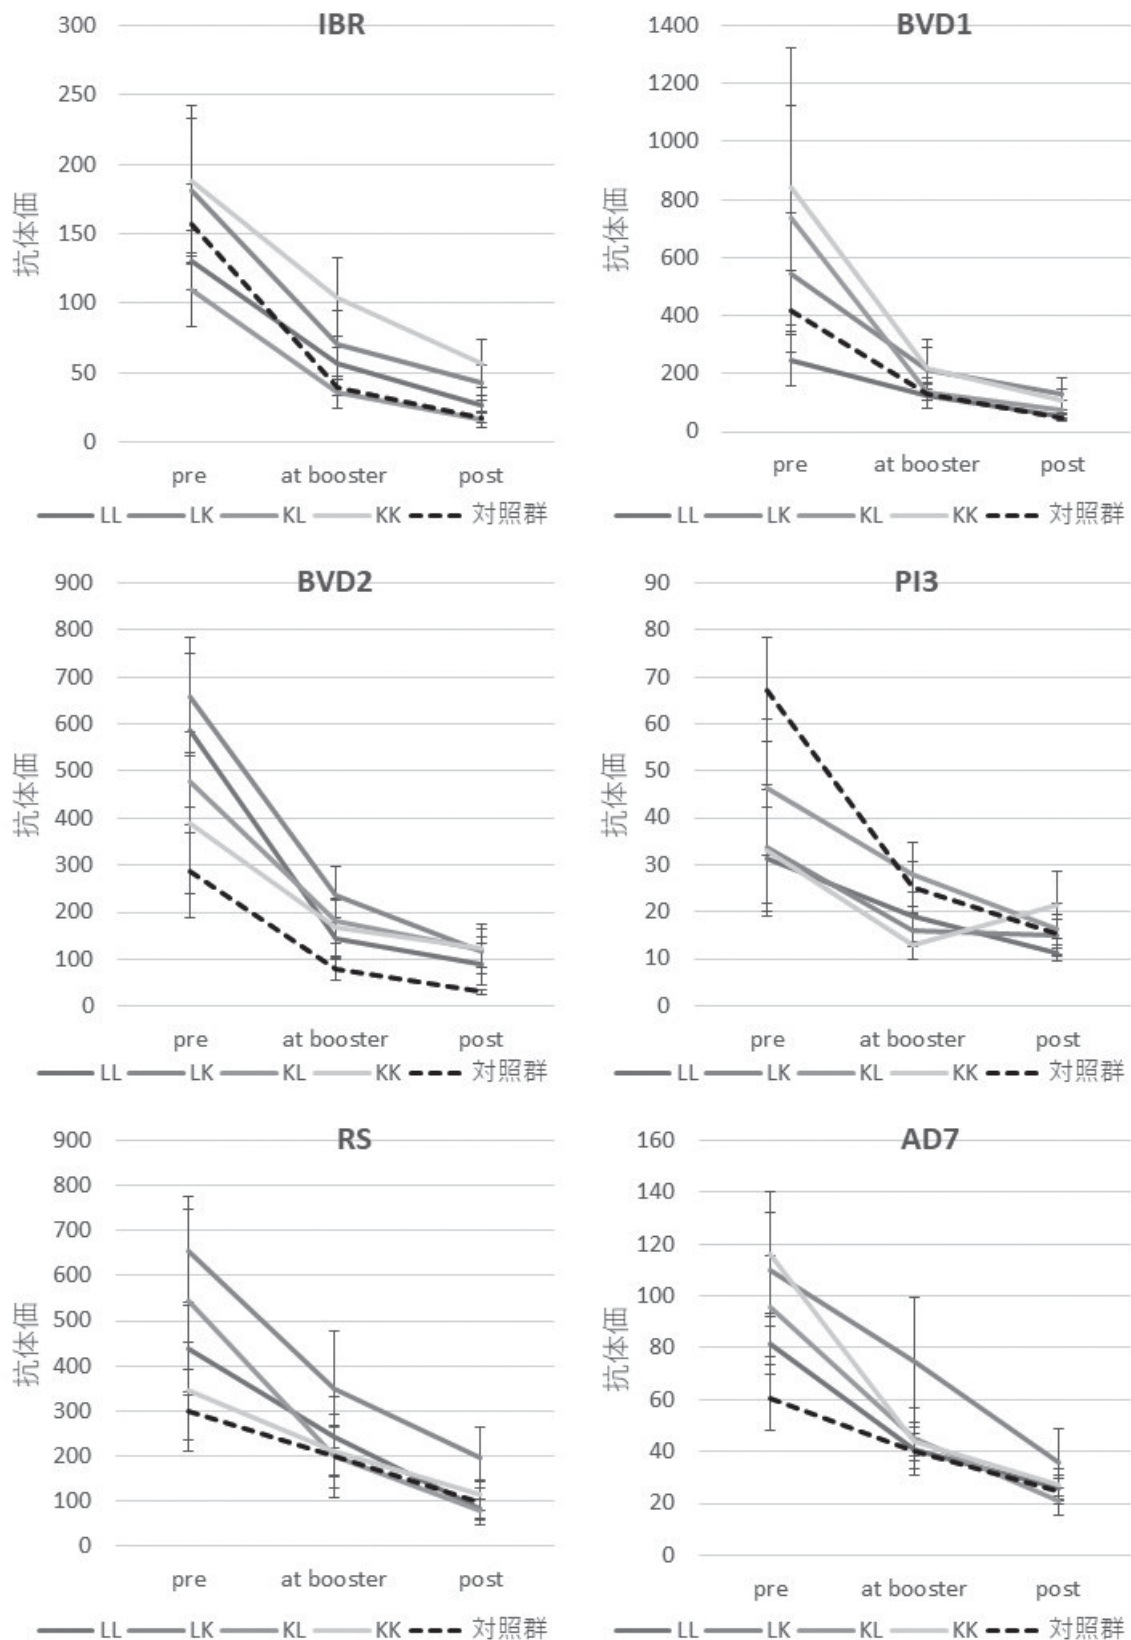 IBR
300
250
200
150
100
50
0
抗体価
pre at booster post
LL LK KL KK 対照群
BVD1
1400
1200
1000
800
600
400
200
0
抗体価
pre at booster post
LL LK KL KK 対照群
BVD2
900
800
700
600
500
400
300
200
100
0
抗体価
pre at booster post
LL LK KL KK 対照群
PI3
90
80
70
60
50
40
30
20
10
0
抗体価
pre at booster post
LL LK KL KK 対照群
RS
900
800
700
600
500
400
300
200
100
0
抗体価
pre at booster post
LL LK KL KK 対照群
AD7
160
140
120
100
80
60
40
20
0
抗体価
pre at booster post
LL LK KL KK 対照群